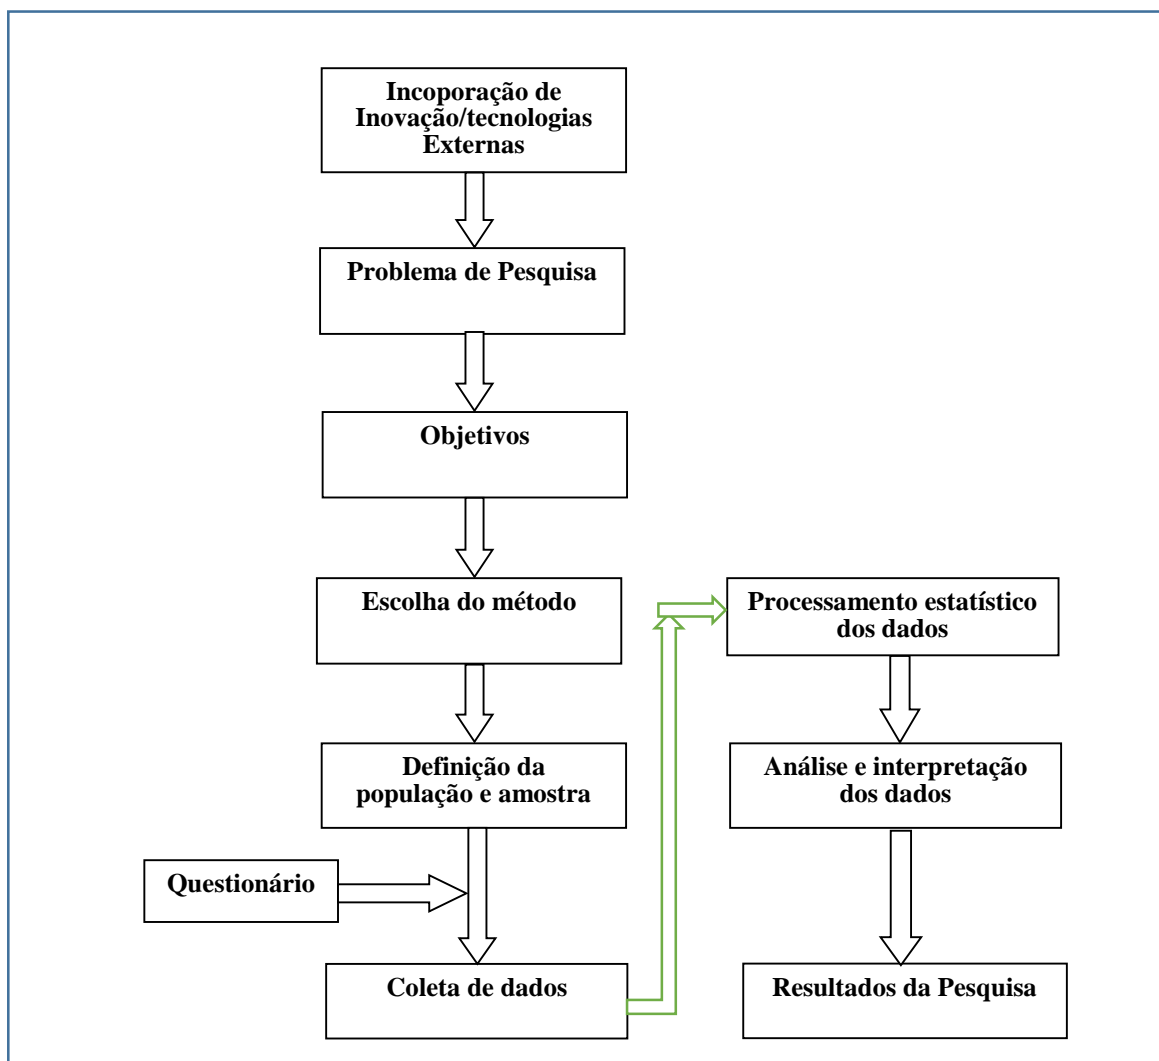 Incoporação de
Inovação/tecnologias
Externas
Problema de Pesquisa
Objetivos
Escolha do método
Definição da
população e amostra
Questionário
Coleta de dados
Processamento estatístico
dos dados
Análise e interpretação
dos dados
Resultados da Pesquisa